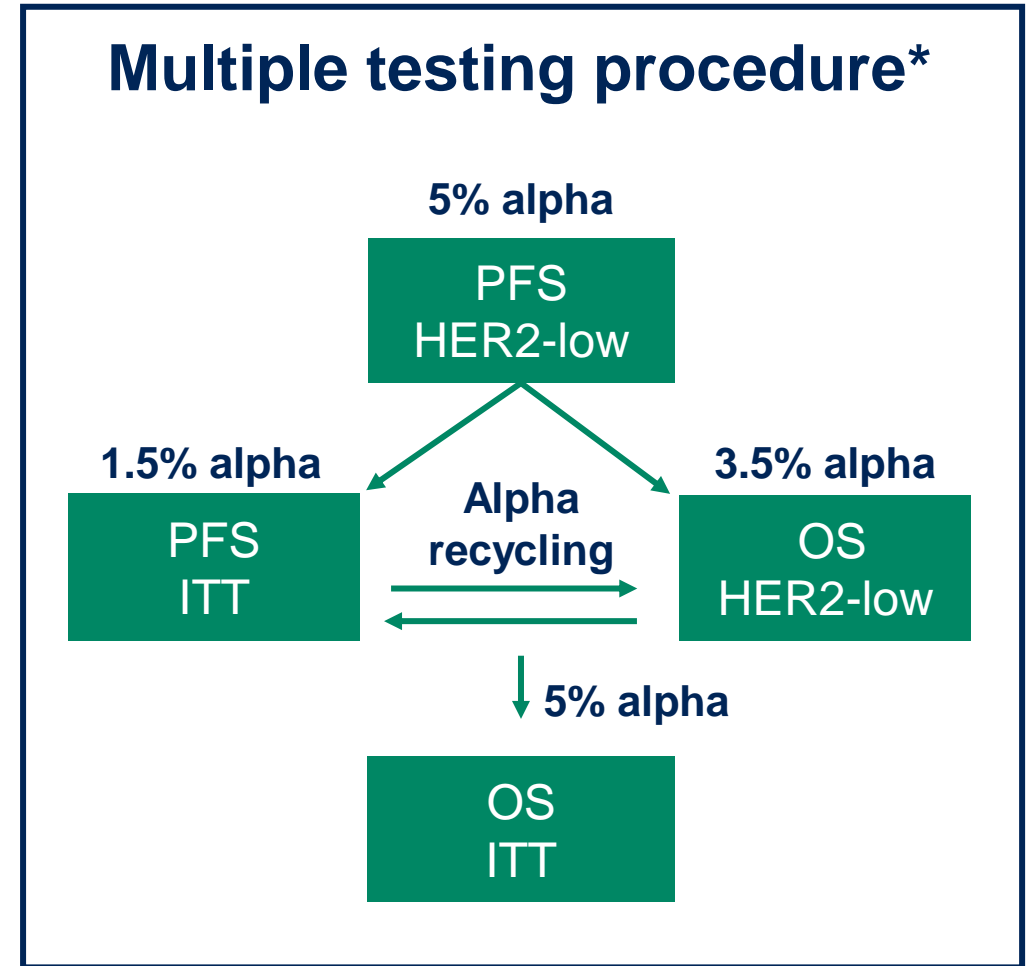 Multiple testing procedure*
5% alpha
PFS
HER2-low
1.5% alpha
3.5% alpha
Alpha
recycling
PFS
ITT
OS
HER2-low
5% alpha
OS
ITT